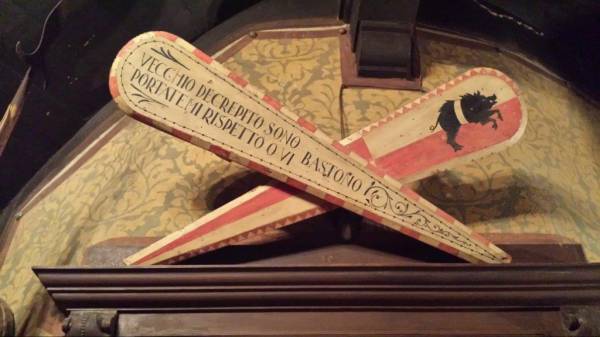 VECCHIO DECREPITO SONO
PORTATEMI RISPETTO O VI BASTONO